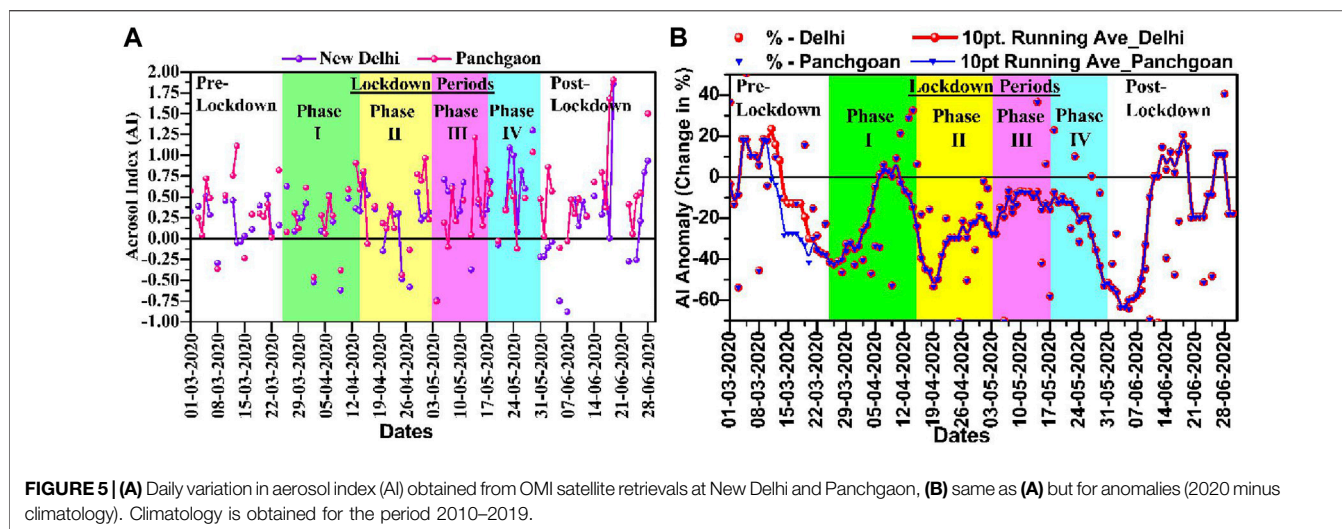 A
New Delhi Panchgaon
Aerosol Index (AI)
2.00
1.75
1.50
1.25
1.00
0.75
0.50
0.25
0.00
-0.25
-0.50
-0.75
-1.00
Pre-
-Lockdown
Lockdown Periods
Phase
I
Phase
II
Phase
III
Phase
IV
Post-
-Lockdown
01-03-2020
08-03-2020
15-03-2020
22-03-2020
29-03-2020
05-04-2020
12-04-2020
19-04-2020
26-04-2020
03-05-2020
10-05-2020
17-05-2020
24-05-2020
31-05-2020
07-06-2020
14-06-2020
21-06-2020
28-06-2020
Dates
B
% - Delhi 10pt. Running Ave_Delhi
% - Panchgoan 10pt Running Ave_Panchgoan
AI Anomaly (Change in %)
40
20
0
-20
-40
-60
Pre-
-Lockdown
Lockdown Periods
Phase
I
Phase
II
Phase
III
Phase
IV
Post-
-Lockdown
01-03-2020
08-03-2020
15-03-2020
22-03-2020
29-03-2020
05-04-2020
12-04-2020
19-04-2020
26-04-2020
03-05-2020
10-05-2020
17-05-2020
24-05-2020
31-05-2020
07-06-2020
14-06-2020
21-06-2020
28-06-2020
Dates
FIGURE 5 | (A) Daily variation in aerosol index (AI) obtained from OMI satellite retrievals at New Delhi and Panchgaon, (B) same as (A) but for anomalies (2020 minus
climatology). Climatology is obtained for the period 2010–2019.